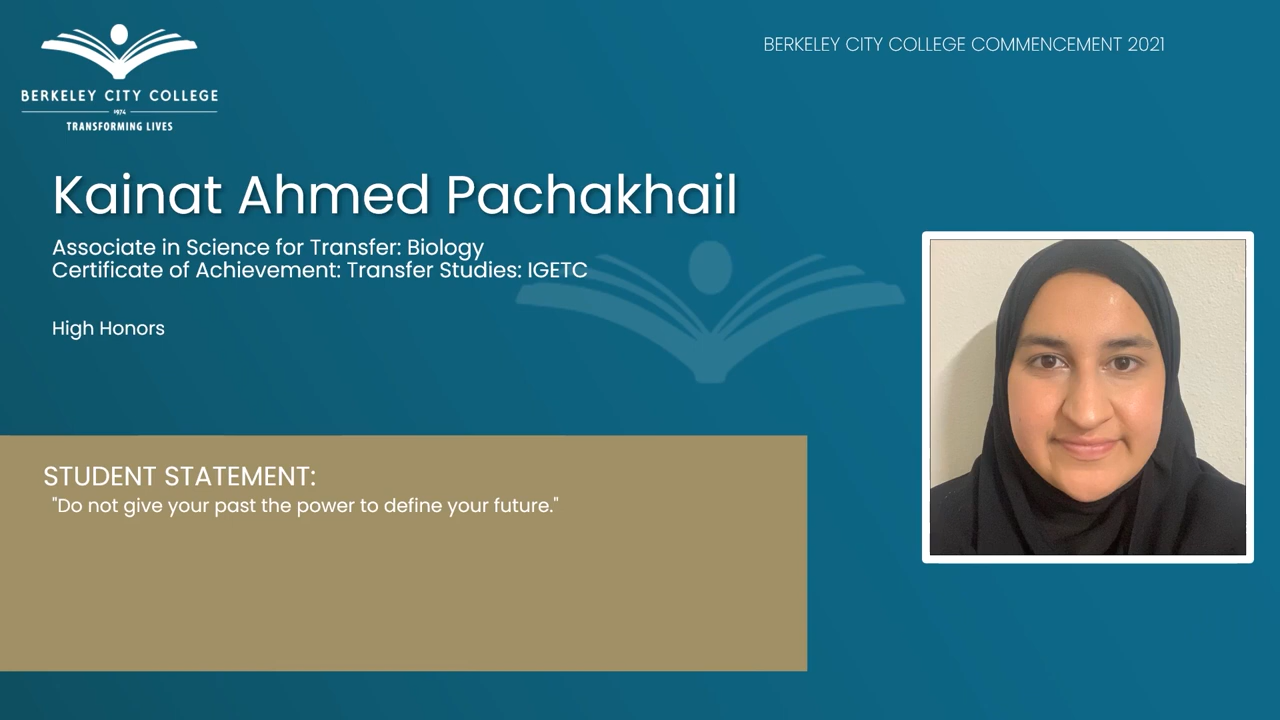 BERKELEY CITY COLLEGE
1974
TRANSFORMING LIVES
BERKELEY CITY COLLEGE COMMENCEMENT 2021
Kainat Ahmed Pachakhail
Associate in Science for Transfer: Biology
Certificate of Achievement: Transfer Studies: IGETC
High Honors
STUDENT STATEMENT:
"Do not give your past the power to define your future."